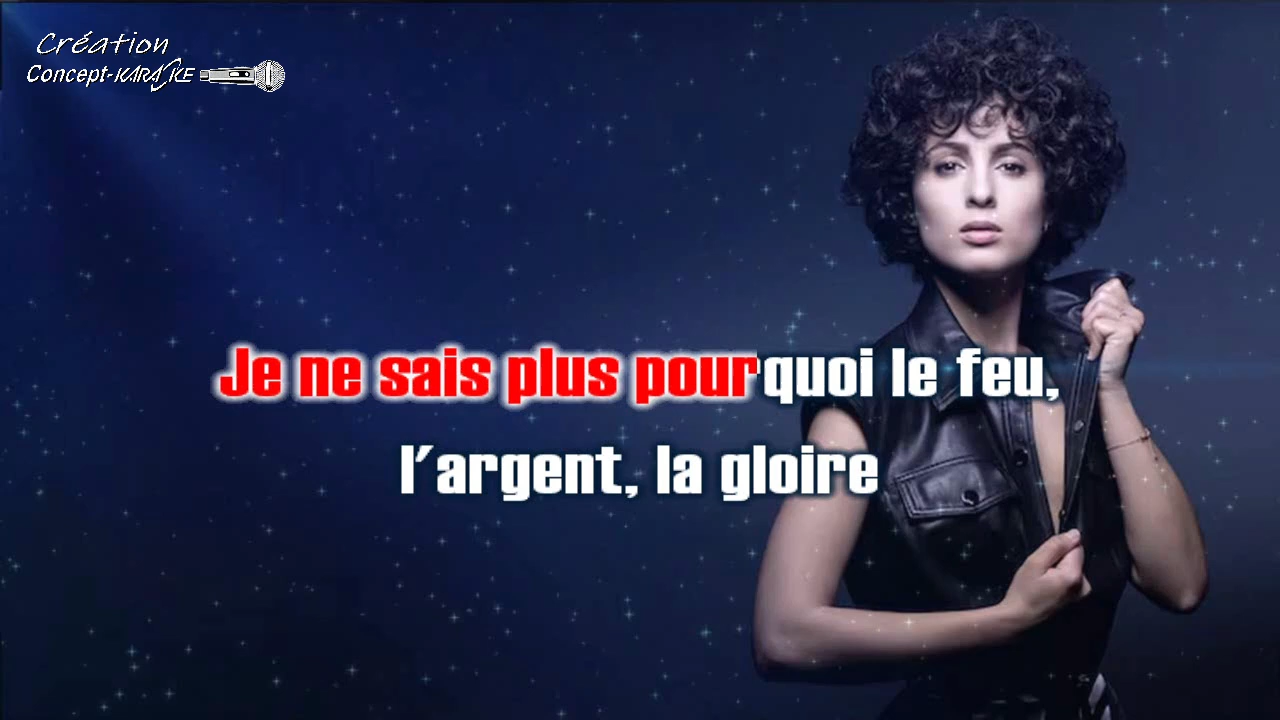 Création
Concept-KARAOKE
Je ne sais plus pourquoi le feu,
l'argent, la gloire